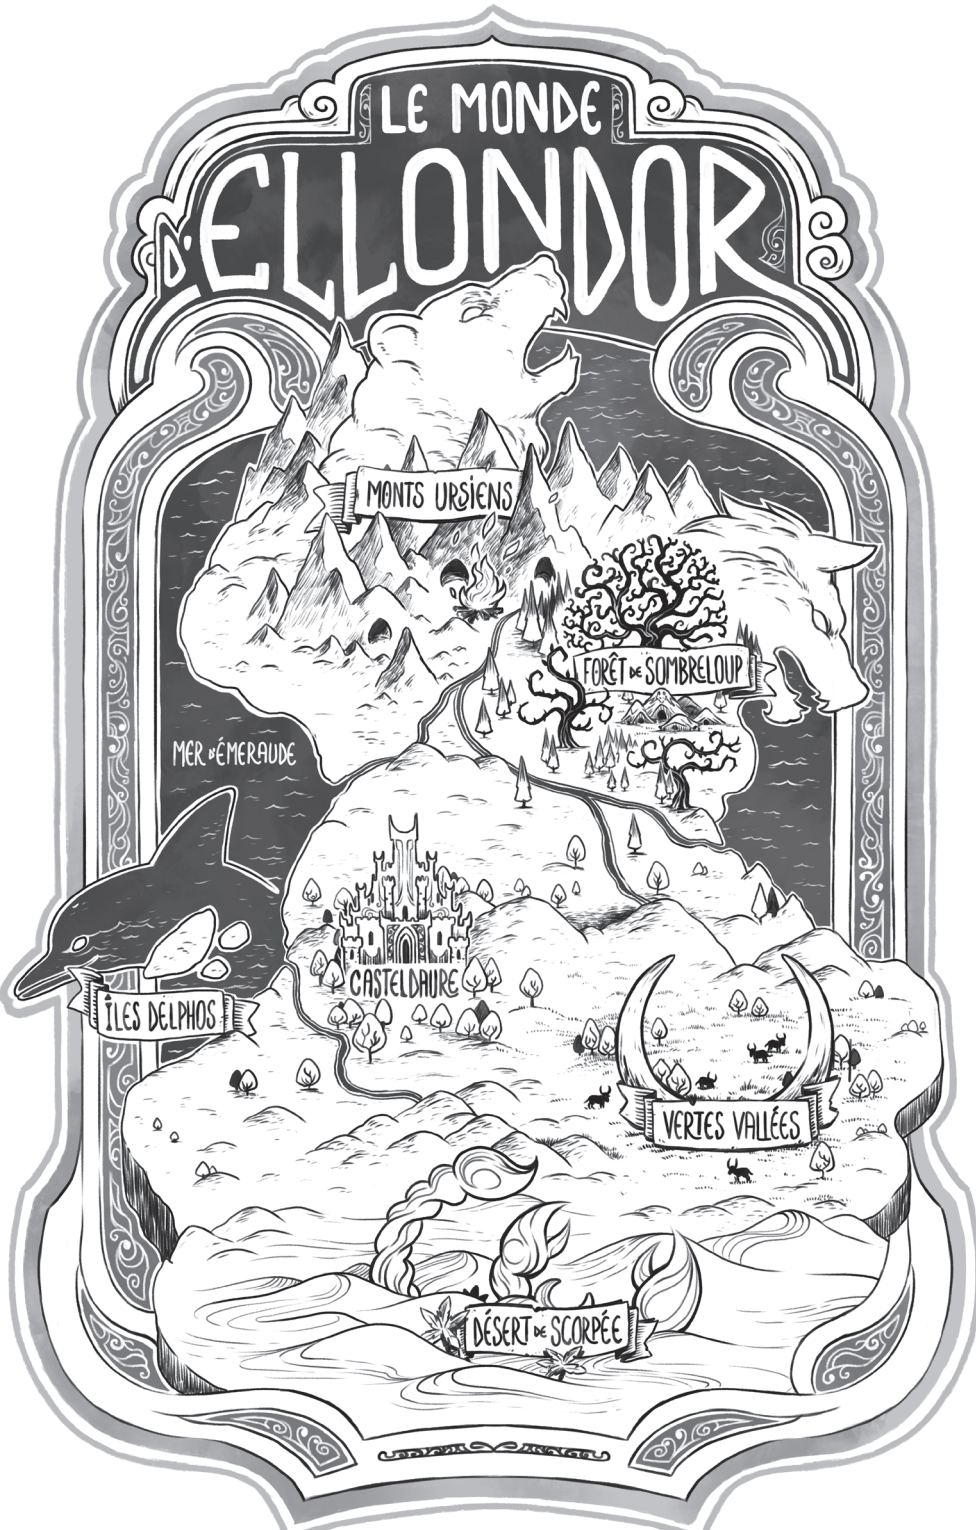 LE MONDE
D'ELLONDOR
MONTS URSIENS
FORÊT DE SOMBRELOUP
MER D'ÉMERAUDE
CASTELDAURE
ÎLES DELPHOS
VERTES VALLÉES
DÉSERT DE SCORPÉE